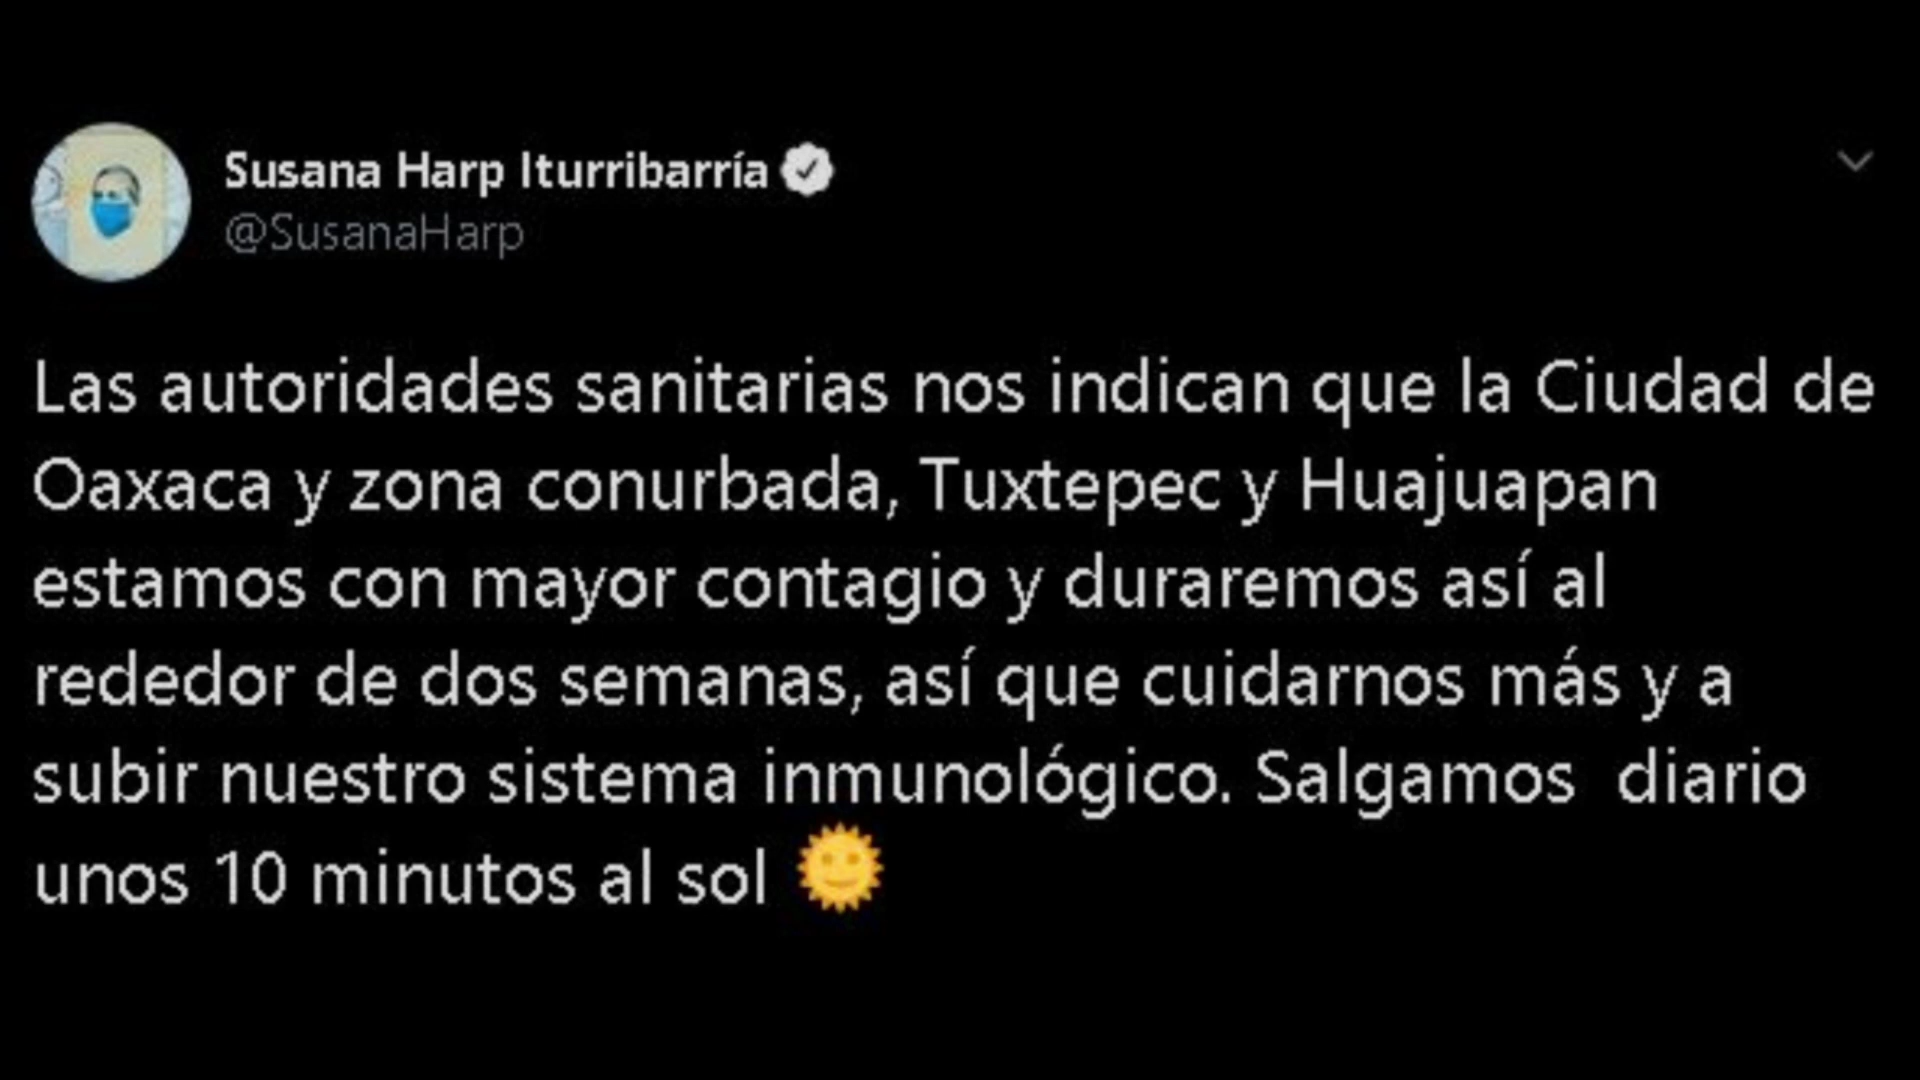 Susana Harp Iturribarría
@SusanaHarp
Las autoridades sanitarias nos indican que la Ciudad de
Oaxaca y zona conurbada, Tuxtepec y Huajuapan
estamos con mayor contagio y duraremos así al
rededor de dos semanas, así que cuidarnos más y a
subir nuestro sistema inmunológico. Salgamos  diario
unos 10 minutos al sol 🌞